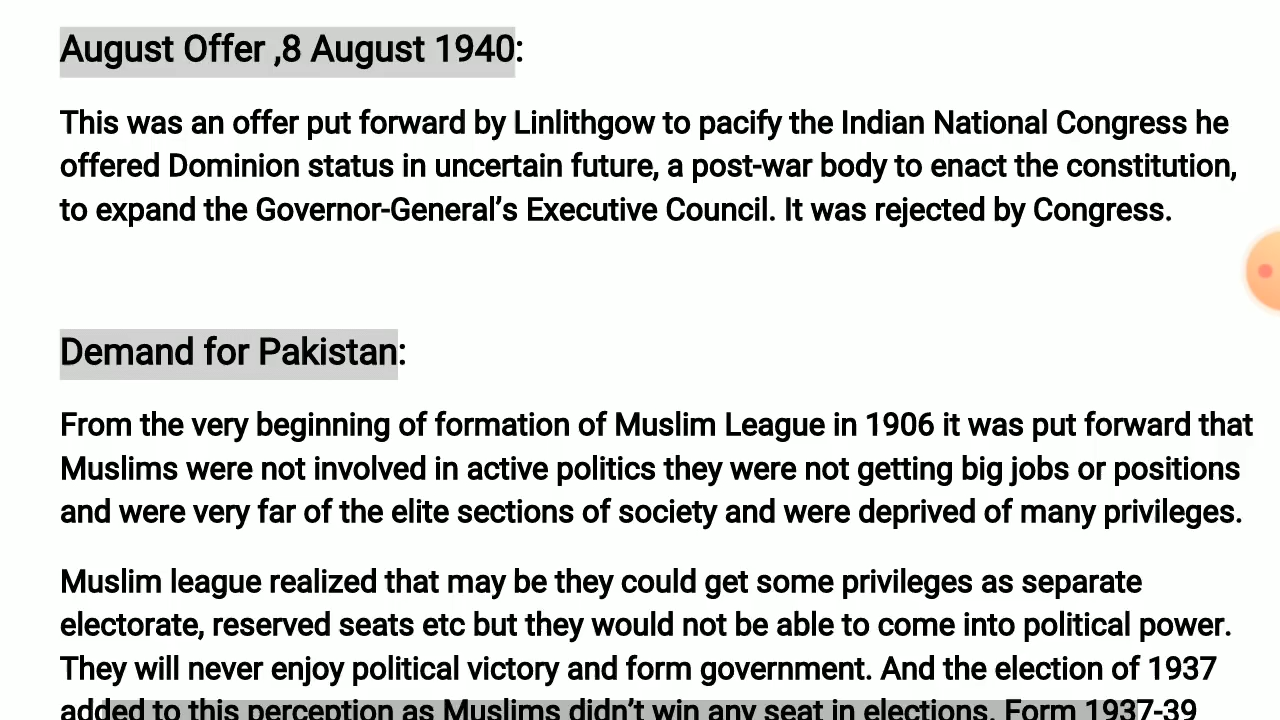 August Offer ,8 August 1940:
This was an offer put forward by Linlithgow to pacify the Indian National Congress he
offered Dominion status in uncertain future, a post-war body to enact the constitution,
to expand the Governor-General’s Executive Council. It was rejected by Congress.
Demand for Pakistan:
From the very beginning of formation of Muslim League in 1906 it was put forward that
Muslims were not involved in active politics they were not getting big jobs or positions
and were very far of the elite sections of society and were deprived of many privileges.
Muslim league realized that may be they could get some privileges as separate
electorate, reserved seats etc but they would not be able to come into political power.
They will never enjoy political victory and form government. And the election of 1937
added to this perception as Muslims didn’t win any seat in elections. Form 1937-39